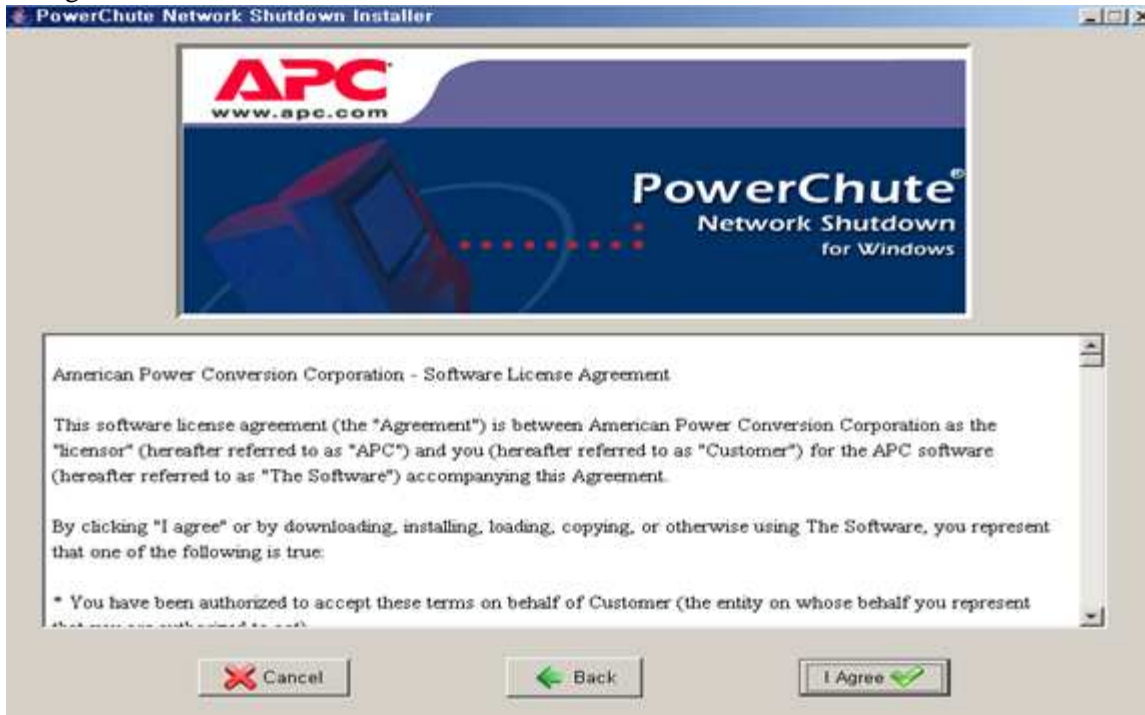 PowerChute Network Shutdown Installer
APC
www.apc.com
PowerChute®
Network Shutdown
for Windows
American Power Conversion Corporation - Software License Agreement
This software license agreement (the "Agreement") is between American Power Conversion Corporation as the
"licensor" (hereafter referred to as "APC") and you (hereafter referred to as "Customer") for the APC software
(hereafter referred to as "The Software") accompanying this Agreement.
By clicking "I agree" or by downloading, installing, loading, copying, or otherwise using The Software, you represent
that one of the following is true:
* You have been authorized to accept these terms on behalf of Customer (the entity on whose behalf you represent
Cancel
Back
I Agree